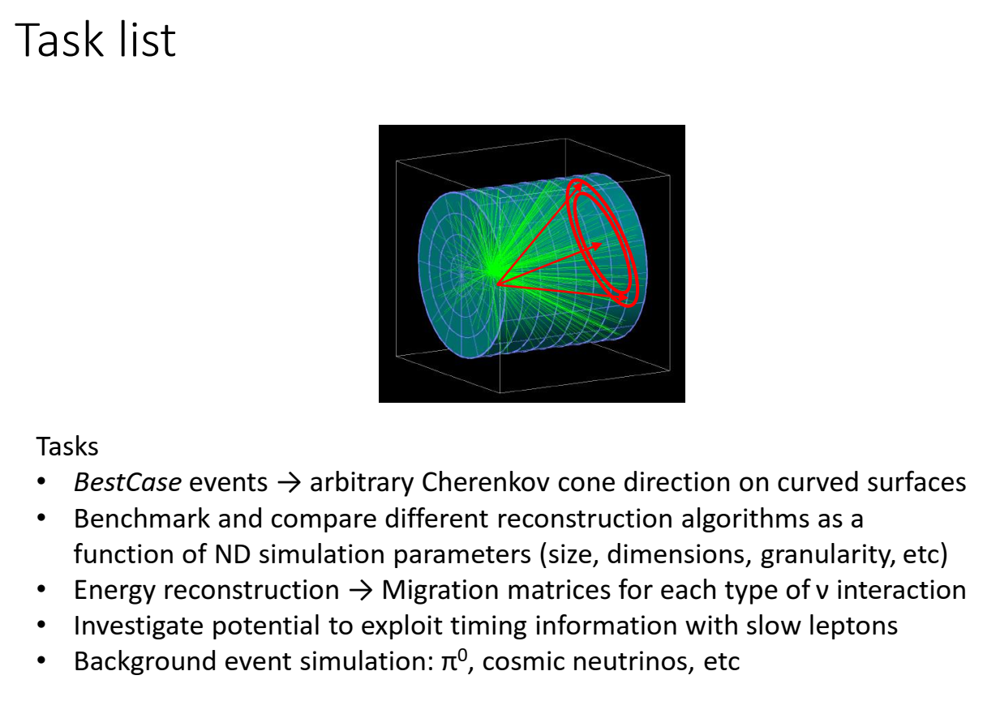 Task list
Tasks
• BestCase events → arbitrary Cherenkov cone direction on curved surfaces
• Benchmark and compare different reconstruction algorithms as a
function of ND simulation parameters (size, dimensions, granularity, etc)
• Energy reconstruction → Migration matrices for each type of ν interaction
• Investigate potential to exploit timing information with slow leptons
• Background event simulation: π⁰, cosmic neutrinos, etc